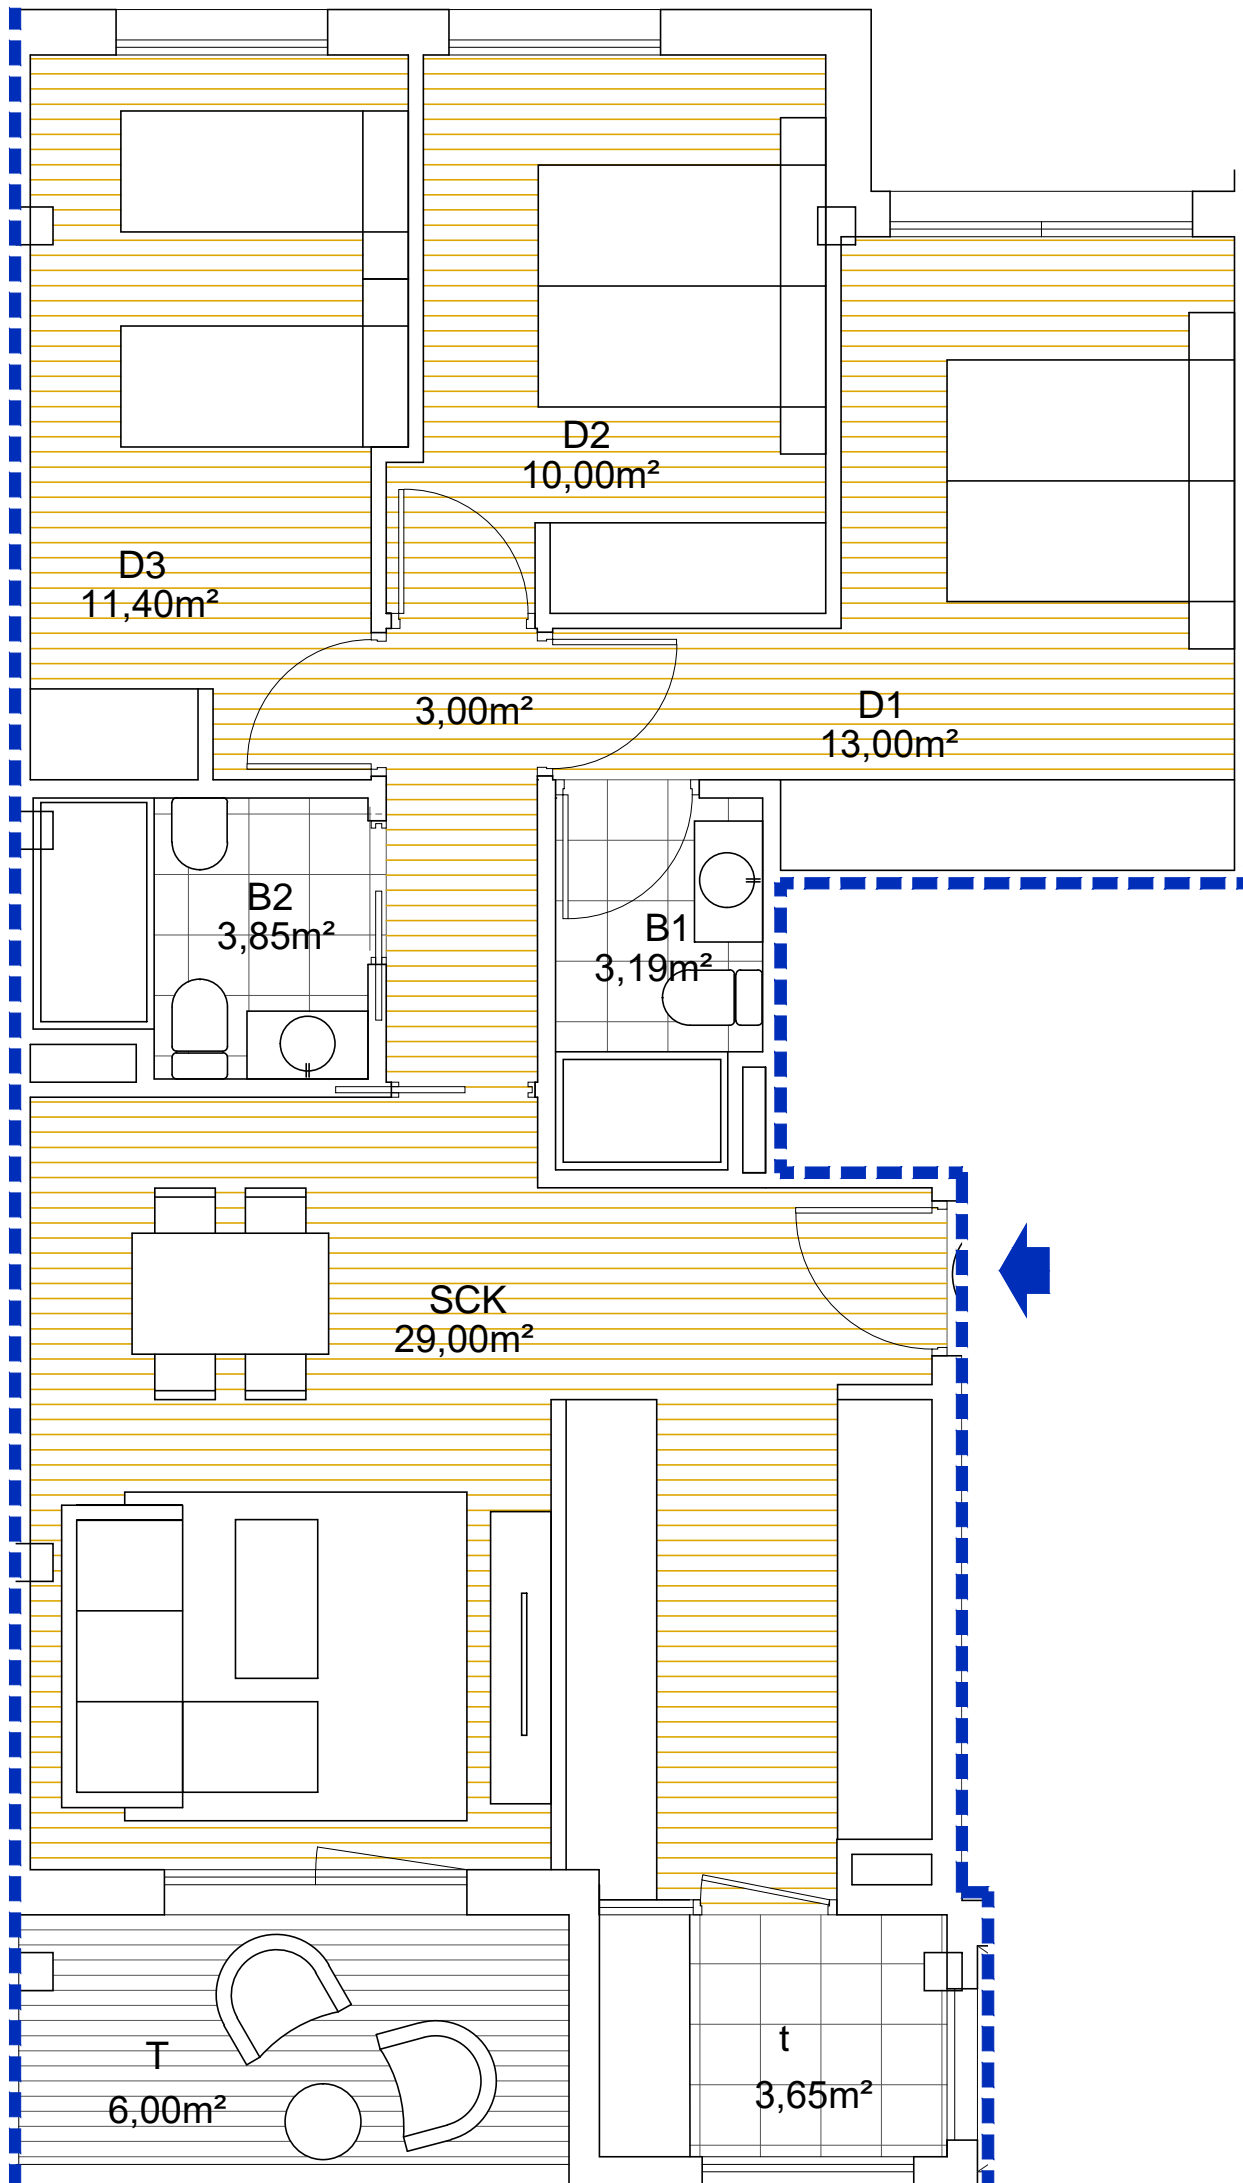 D2
10,00m²
D3
11,40m²
3,00m²
D1
13,00m²
B2
3,85m²
B1
3,19m²
SCK
29,00m²
T
6,00m²
t
3,65m²